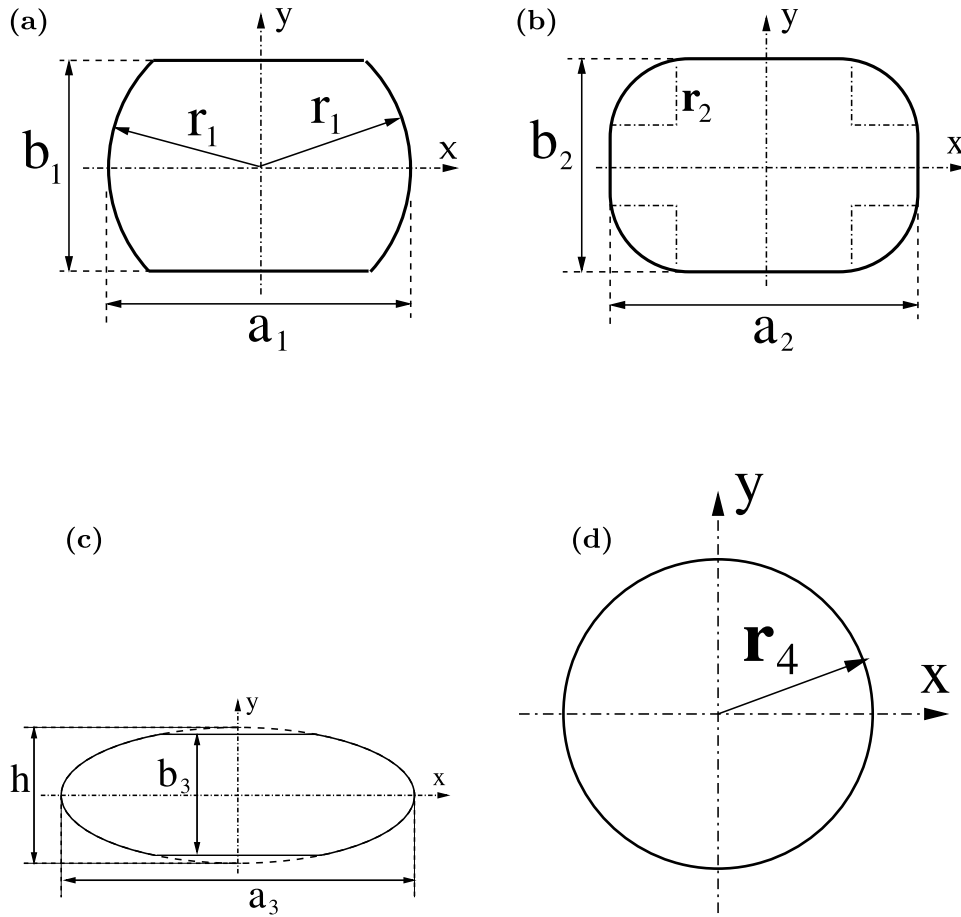 (a)
y
b₁
r₁
r₁
x
a₁
(b)
y
b₂
r₂
x
a₂
(c)
y
h
b₃
x
a₃
(d)
y
r₄
x